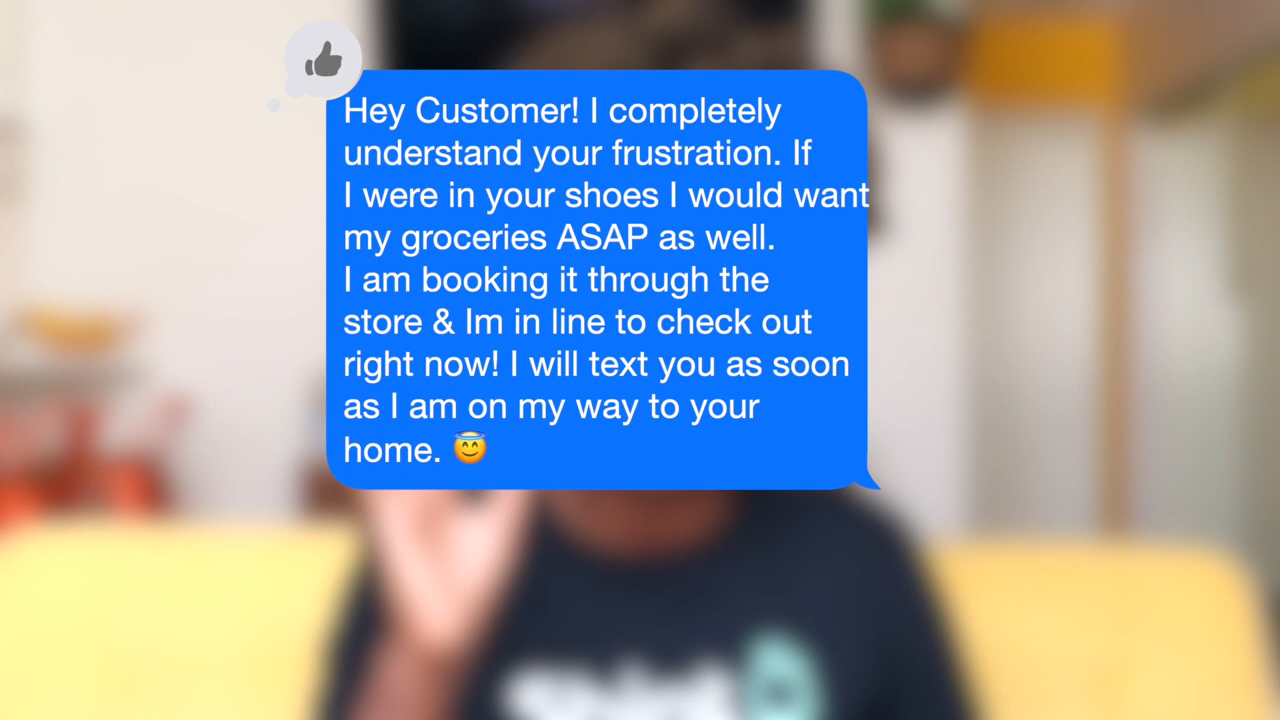 Hey Customer! I completely
understand your frustration. If
I were in your shoes I would want
my groceries ASAP as well.
I am booking it through the
store & Im in line to check out
right now! I will text you as soon
as I am on my way to your
home. 😇